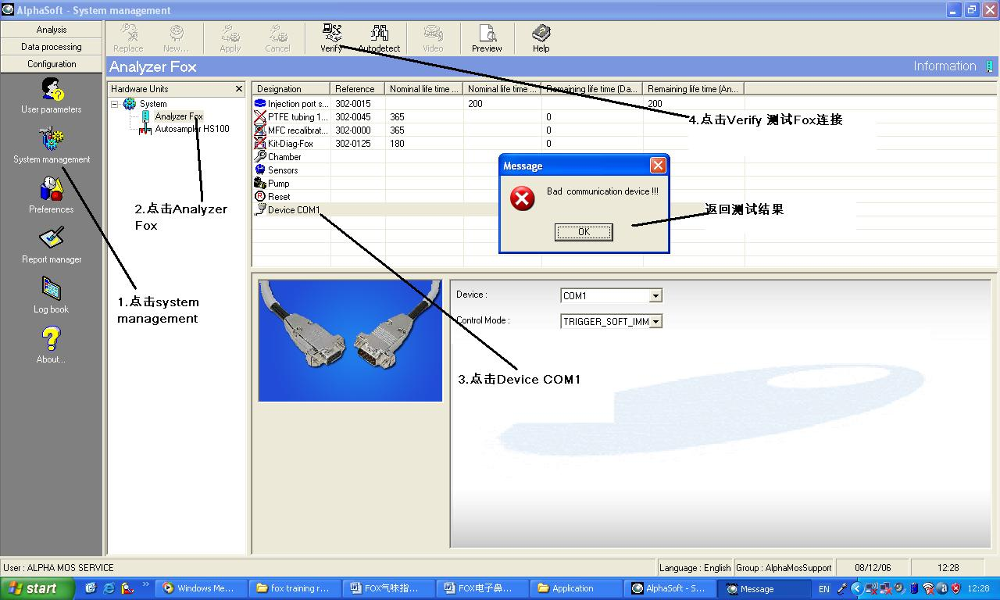 AlphaSoft - System management
Analysis
Data processing
Configuration
User parameters
System management
Preferences
Report manager
Log book
About...
Replace
New...
Apply
Cancel
Verify
Autodetect
Video
Preview
Help
Analyzer Fox
Information
Hardware Units
System
Analyzer Fox
Autosampler HS100
Designation Reference Nominal life time ... Nominal life time ... Remaining life time (Da... Remaining life time (An...
Injection port s... 302-0015 200 200
PTFE tubing 1... 302-0045 365 0
MFC recalibrat... 302-0000 365 0
Kit-Diag-Fox 302-0125 180 0
Chamber
Sensors
Pump
Reset
Device COM1
Message
Bad communication device !!!
OK
4.点击Verify 测试Fox连接
返回测试结果
2.点击Analyzer
Fox
1.点击system
management
3.点击Device COM1
Device :
COM1
Control Mode :
TRIGGER_SOFT_IMM
User : ALPHA MOS SERVICE
Language : English
Group : AlphaMosSupport
08/12/06
12:28
start
Windows Me...
fox training r...
FOX气味指...
FOX电子鼻...
Application
AlphaSoft - S...
Message
EN
12:28